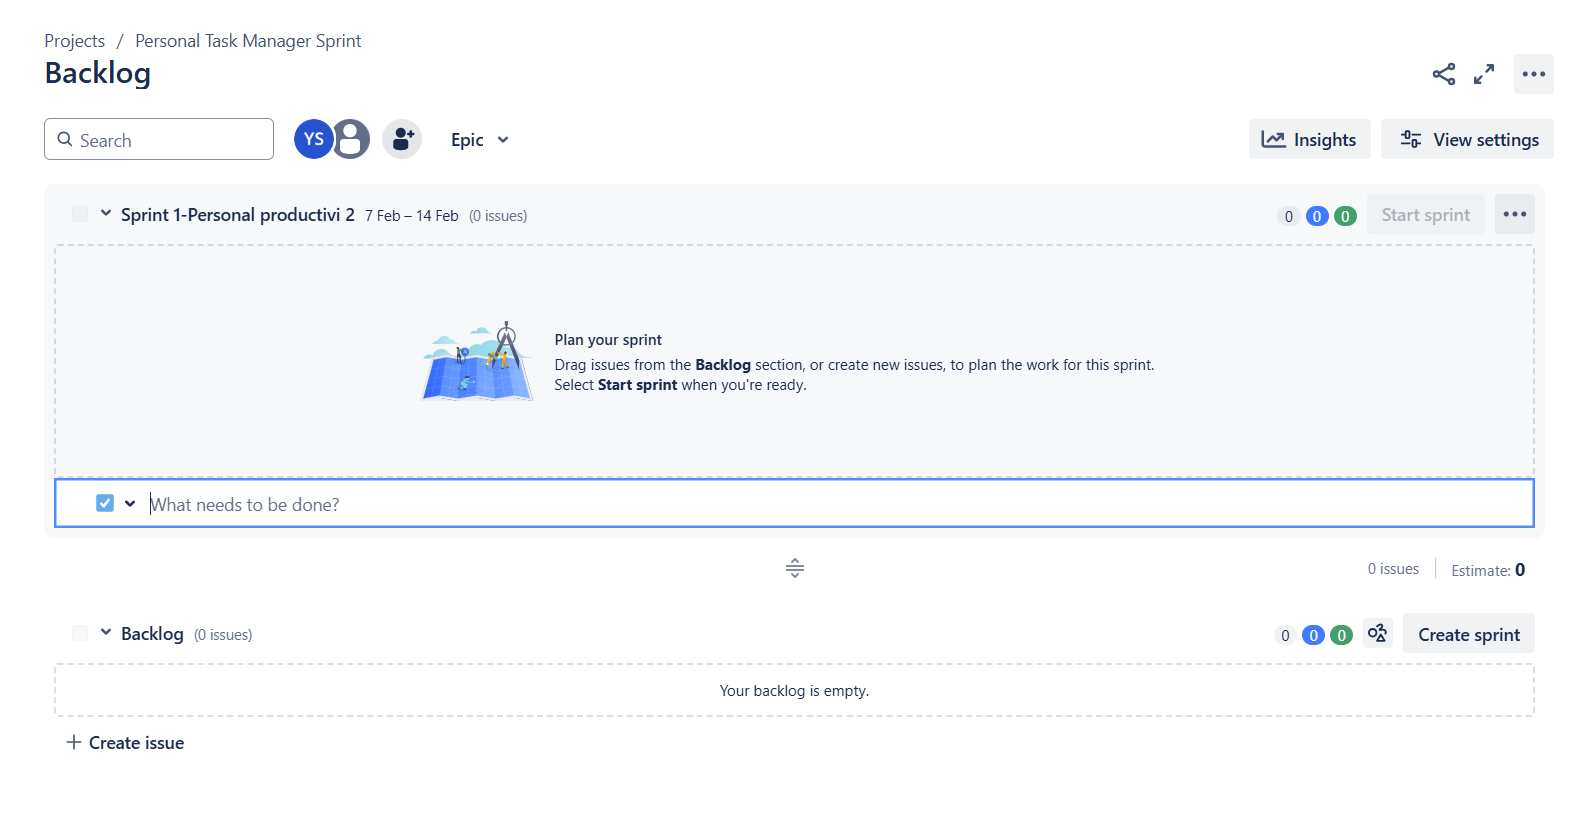 Projects / Personal Task Manager Sprint
Backlog
Search
YS
Epic
Insights
View settings
Sprint 1-Personal productivi 2 7 Feb – 14 Feb (0 issues)
0 0 0 Start sprint
Plan your sprint
Drag issues from the Backlog section, or create new issues, to plan the work for this sprint.
Select Start sprint when you're ready.
What needs to be done?
0 issues Estimate: 0
Backlog (0 issues)
0 0 0 Create sprint
Your backlog is empty.
+ Create issue